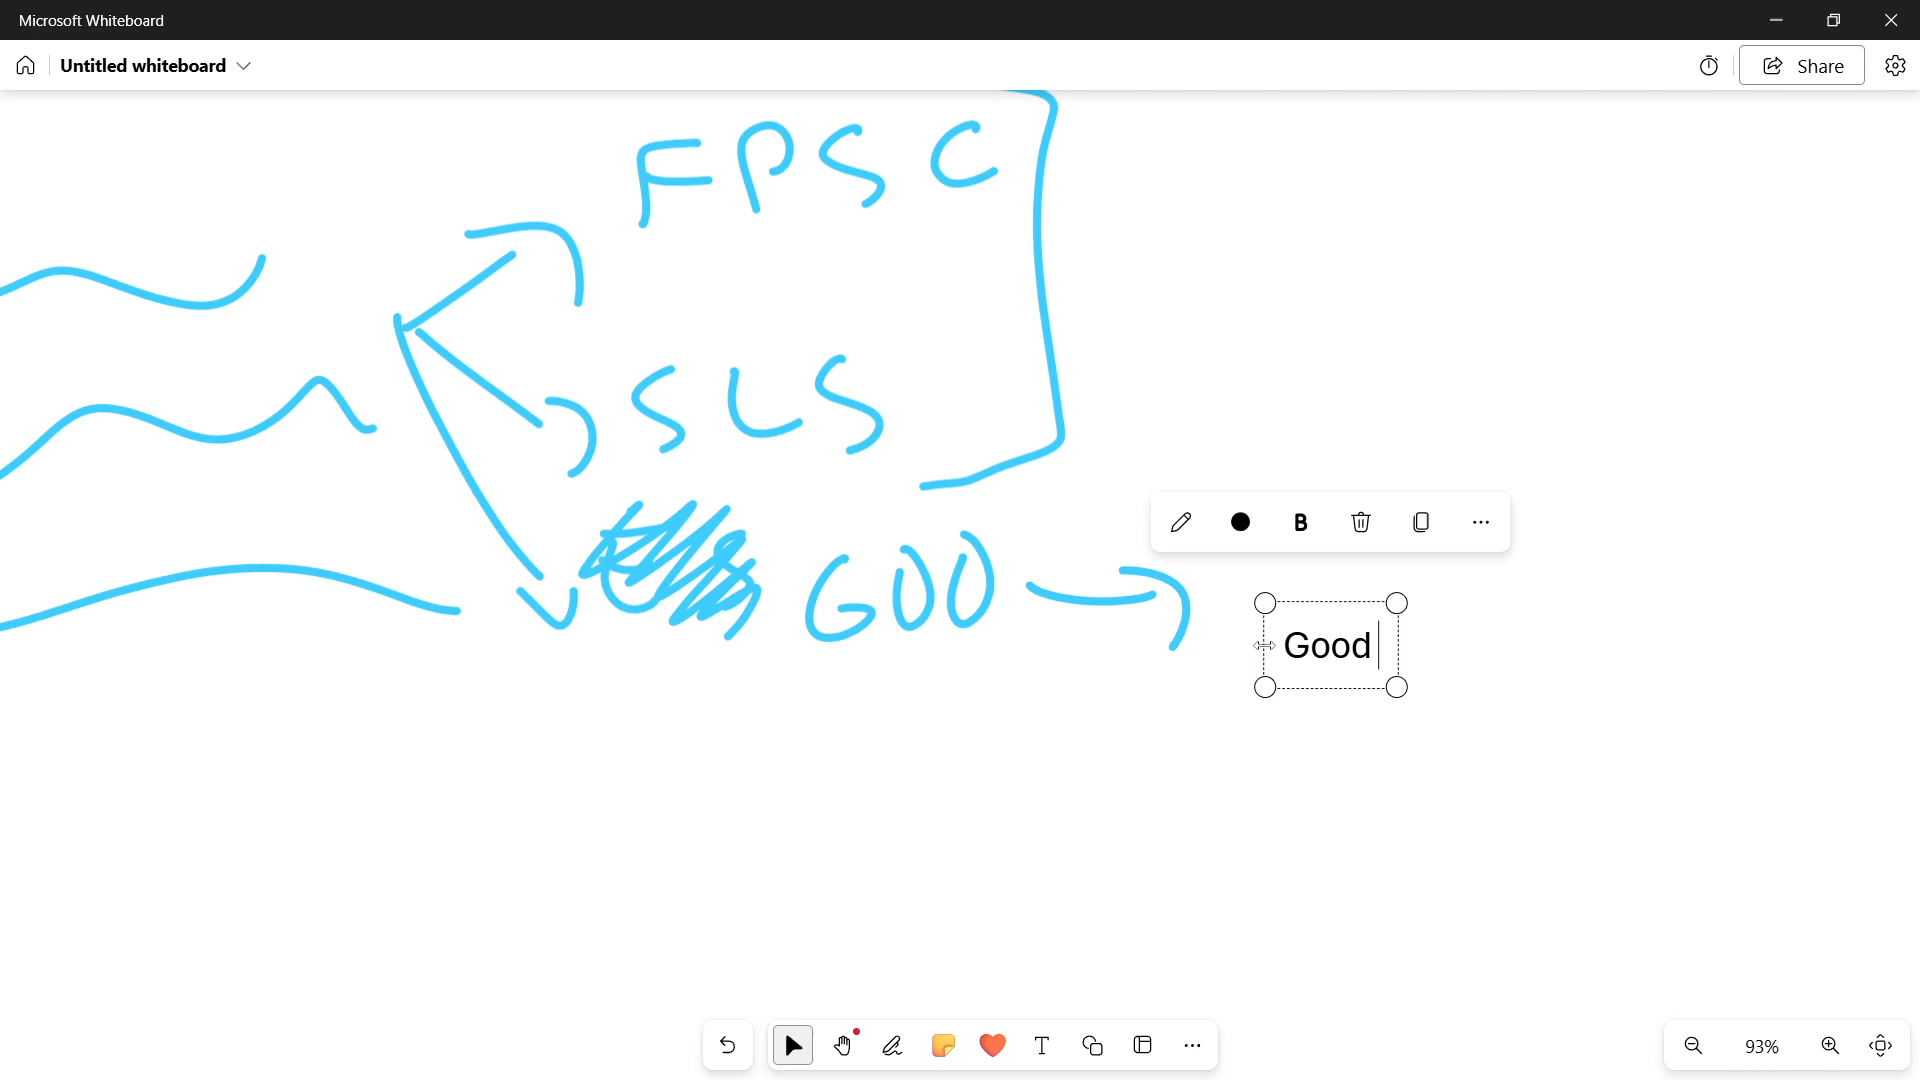 Microsoft Whiteboard
Untitled whiteboard
Share
FPSC
SLS
GOO
Good
B
T
93%